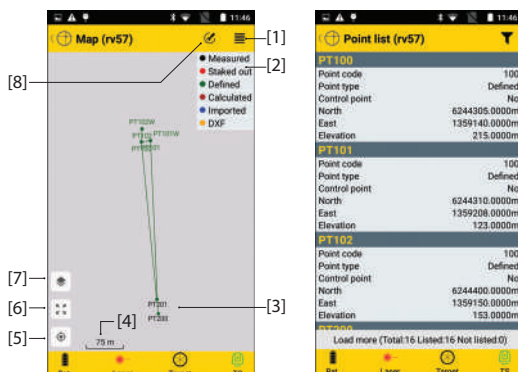 11:46
Map (rv57)
[1]
[2]
[8]
Measured
Staked out
Defined
Calculated
Imported
DXF
PT102W
PT101W
[7]
[6]
[5]
[4]
75 m
[3]
PT201
PT200
Target
11:46
Point list (rv57)
PT100
Point code 100
Point type Defined
Control point No
North 6244305.0000m
East 1359140.0000m
Elevation 215.0000m
PT101
Point code 100
Point type Defined
Control point No
North 6244310.0000m
East 1359208.0000m
Elevation 123.0000m
PT102
Point code 100
Point type Defined
Control point No
North 6244400.0000m
East 1359150.0000m
Elevation 153.0000m
PT200
Load more (Total:16 Listed:16 Not listed:0)
Bat
Laser
Target
TS